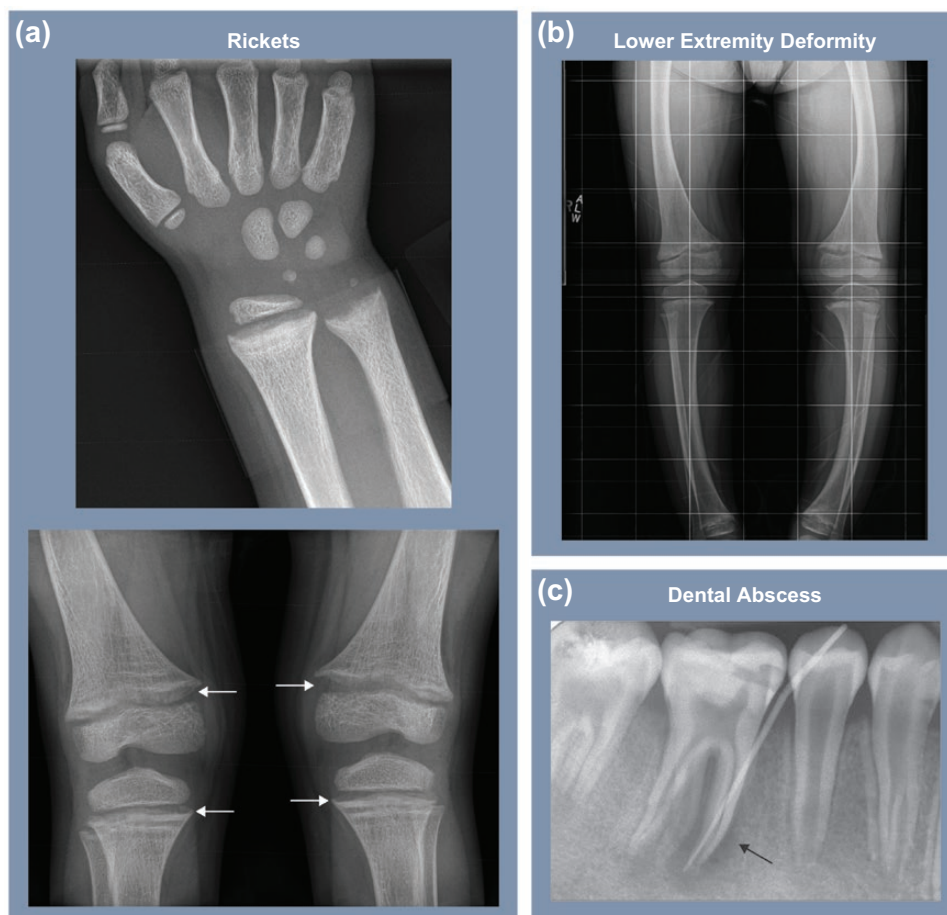 (a)
Rickets
(b)
Lower Extremity Deformity
R
A
L
W
(c)
Dental Abscess